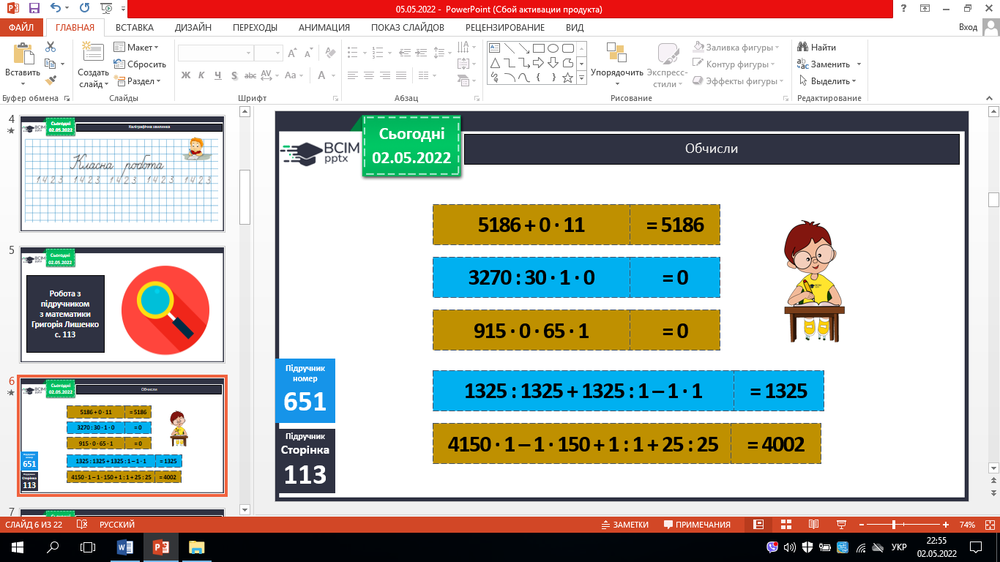 05.05.2022 - PowerPoint (Сбой активации продукта)
ФАЙЛ ГЛАВНАЯ ВСТАВКА ДИЗАЙН ПЕРЕХОДЫ АНИМАЦИЯ ПОКАЗ СЛАЙДОВ РЕЦЕНЗИРОВАНИЕ ВИД Вход
Вставить
Буфер обмена
Создать слайд
Макет
Сбросить
Раздел
Слайды
Ж К Ч S abc AV Aa A
Шрифт
Абзац
Упорядочить
Экспресс-стили
Заливка фигуры
Контур фигуры
Эффекты фигуры
Рисование
Найти
Заменить
Выделить
Редактирование
4
ВСІМ pptx
Сьогодні
02.05.2022
Каліграфічна хвилинка
Класна робота
1423 1423 1423 1423 1423
5
ВСІМ pptx
Сьогодні
02.05.2022
Робота з
підручником
з математики
Григорія Лишенко
с. 113
6
ВСІМ pptx
Сьогодні
02.05.2022
Обчисли
5186 + 0 · 11 = 5186
3270 : 30 · 1 · 0 = 0
915 · 0 · 65 · 1 = 0
1325 : 1325 + 1325 : 1 – 1 · 1 = 1325
4150 · 1 – 1 · 150 + 1 : 1 + 25 : 25 = 4002
Підручник
номер
651
Підручник
Сторінка
113
7
Сьогодні
ВСІМ
pptx
Сьогодні
02.05.2022
Обчисли
5186 + 0 · 11 = 5186
3270 : 30 · 1 · 0 = 0
915 · 0 · 65 · 1 = 0
1325 : 1325 + 1325 : 1 – 1 · 1 = 1325
4150 · 1 – 1 · 150 + 1 : 1 + 25 : 25 = 4002
Підручник
номер
651
Підручник
Сторінка
113
СЛАЙД 6 ИЗ 22 РУССКИЙ ЗАМЕТКИ ПРИМЕЧАНИЯ 74%
УКР
22:55
02.05.2022